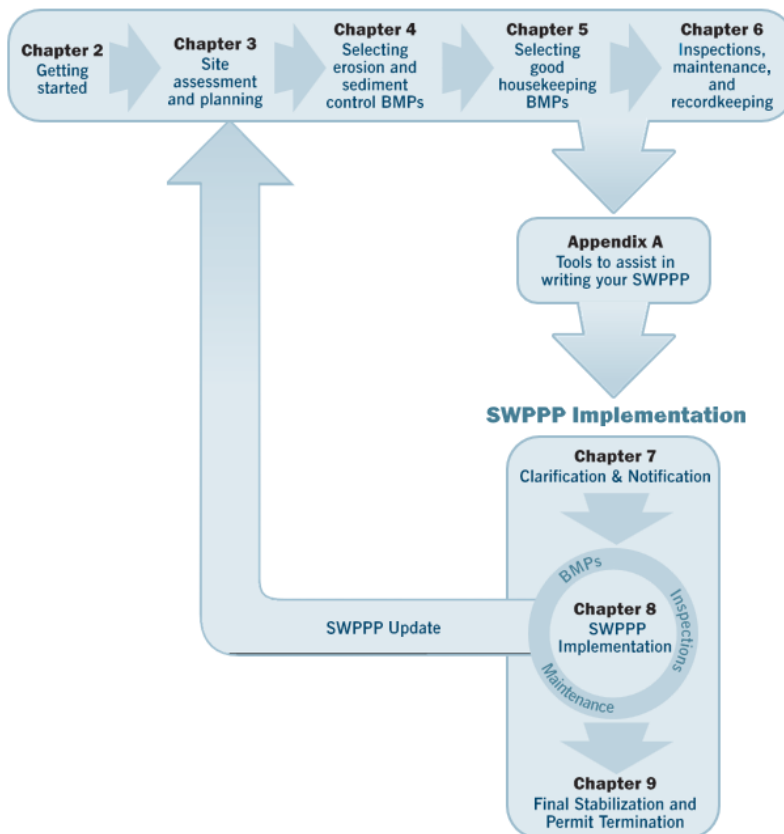 Chapter 2
Getting
started
Chapter 3
Site
assessment
and planning
Chapter 4
Selecting
erosion and
sediment
control BMPs
Chapter 5
Selecting
good
housekeeping
BMPs
Chapter 6
Inspections,
maintenance,
and
recordkeeping
Appendix A
Tools to assist in
writing your SWPPP
SWPPP Implementation
Chapter 7
Clarification & Notification
BMPs
Inspections
Maintenance
Chapter 8
SWPPP
Implementation
SWPPP Update
Chapter 9
Final Stabilization and
Permit Termination